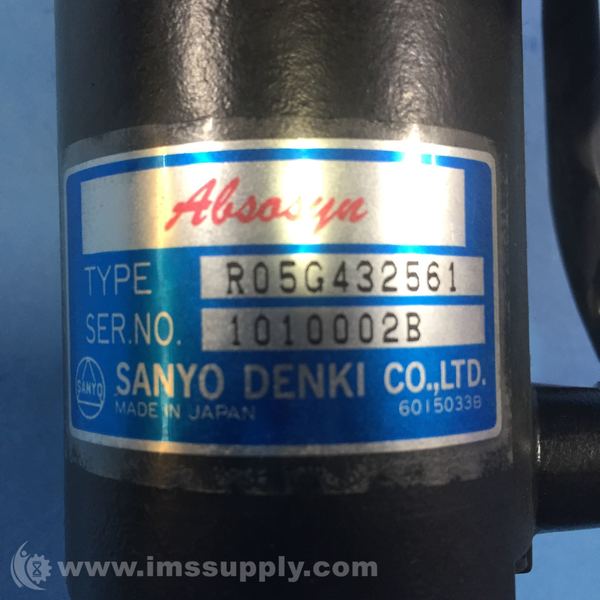 Absosyn
TYPE R05G432561
SER.NO. 1010002B
SANYO SANYO DENKI CO.,LTD.
MADE IN JAPAN 6015033B
www.imssupply.com